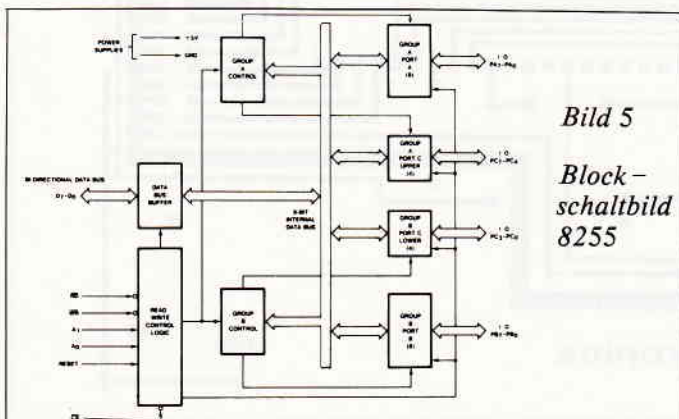 POWER
SUPPLIES
+5V
GND
GROUP
A
CONTROL
GROUP
A
PORT
A
(8)
I O
PA7-PA0
GROUP
A
PORT C
UPPER
(4)
I O
PC7-PC4
BI DIRECTIONAL DATA BUS
D7-D0
DATA
BUS
BUFFER
8-BIT
INTERNAL
DATA BUS
GROUP
B
PORT C
LOWER
(4)
I O
PC3-PC0
RD
WR
A1
A0
RESET
CS
READ
WRITE
CONTROL
LOGIC
GROUP
B
CONTROL
GROUP
B
PORT
B
(8)
I O
PB7-PB0
Bild 5
Block-
schaltbild
8255